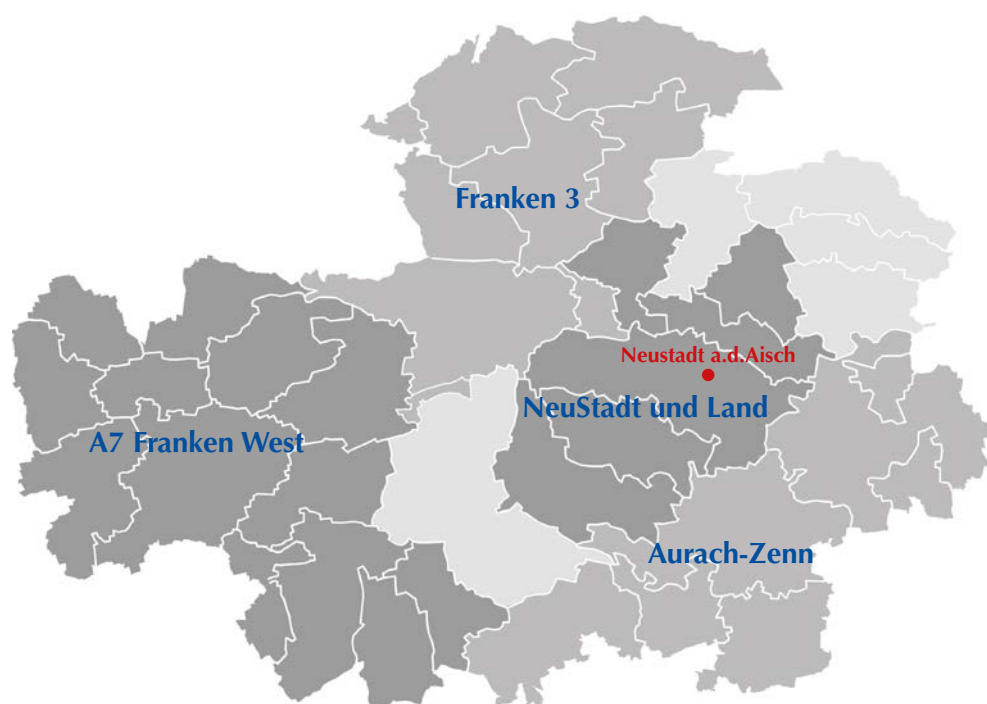 Franken 3
Neustadt a.d.Aisch
NeuStadt und Land
A7 Franken West
Aurach-Zenn